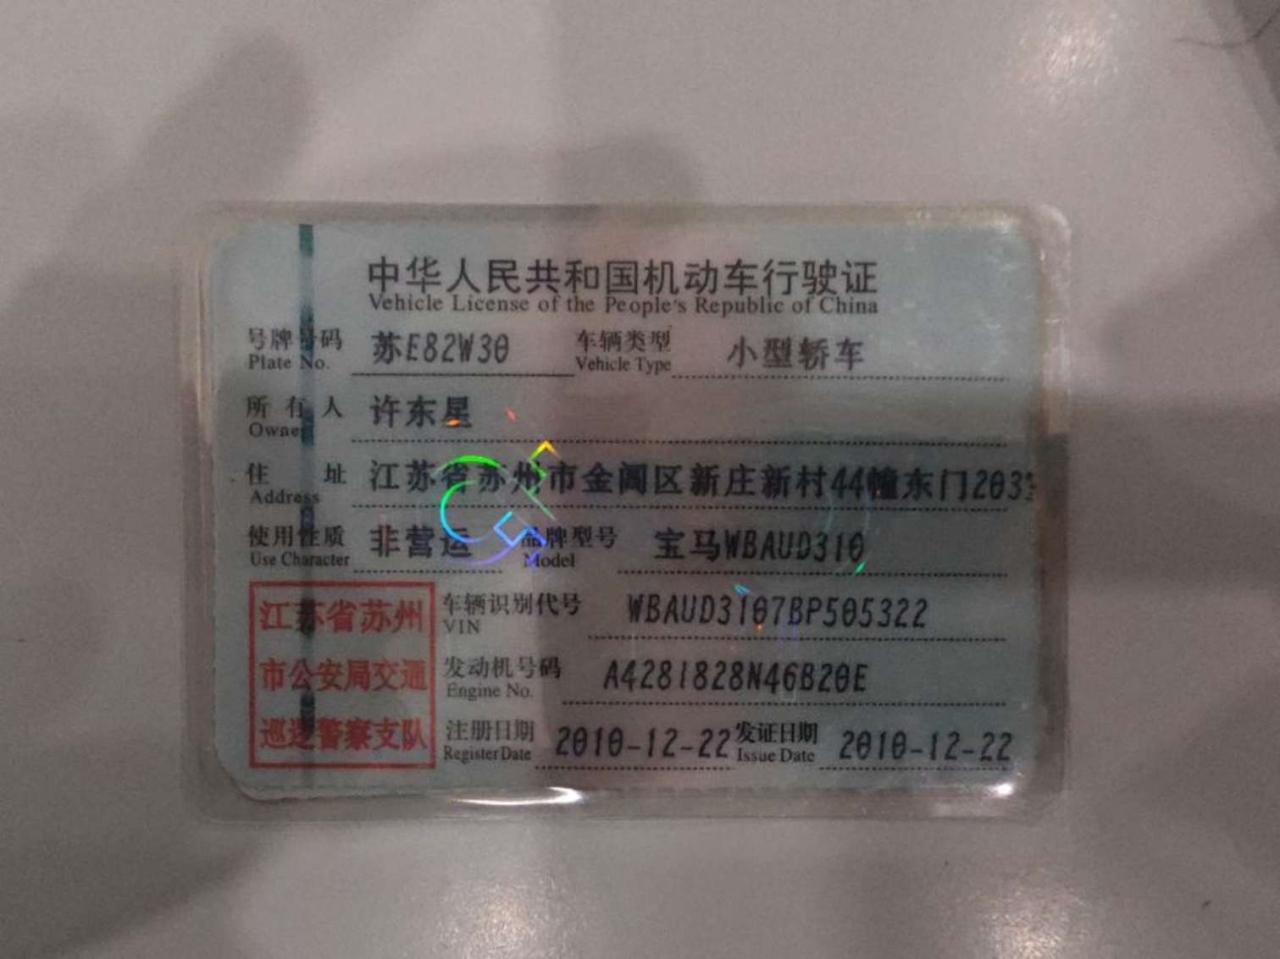 中华人民共和国机动车行驶证
Vehicle License of the People's Republic of China
号牌号码 苏E82W30 车辆类型 小型轿车
Plate No. Vehicle Type
所有人 许东星
Owner
住址 江苏省苏州市金阊区新庄新村44幢东门203
Address
使用性质 非营运 品牌型号 宝马WBAUD310
Use Character Model
江苏省苏州
市公安局交通
巡逻警察支队
车辆识别代号 WBAUD3107BP505322
VIN
发动机号码 A4281828N46B20E
Engine No.
注册日期 2010-12-22 发证日期 2010-12-22
Register Date Issue Date